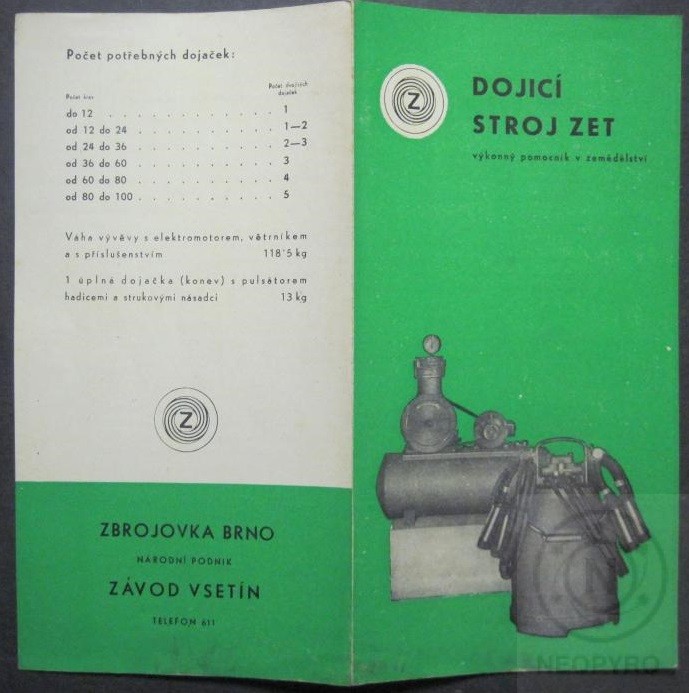 Počet potřebných dojaček:
Počet krav Počet dvojitých dojaček
do 12 . . . . . . . . . . . 1
od 12 do 24 . . . . . . . . . 1—2
od 24 do 36 . . . . . . . . . 2—3
od 36 do 60 . . . . . . . . . 3
od 60 do 80 . . . . . . . . . 4
od 80 do 100 . . . . . . . . . 5
Váha vývěvy s elektromotorem, větrníkem
a s příslušenstvím 118'5 kg
1 úplná dojačka (konev) s pulsátorem
hadicemi a strukovými násadci 13 kg
Z
ZBROJOVKA BRNO
NÁRODNÍ PODNIK
ZÁVOD VSETÍN
TELEFON 611
Z
DOJICÍ
STROJ ZET
výkonný pomocník v zemědělství
INFOPYRO